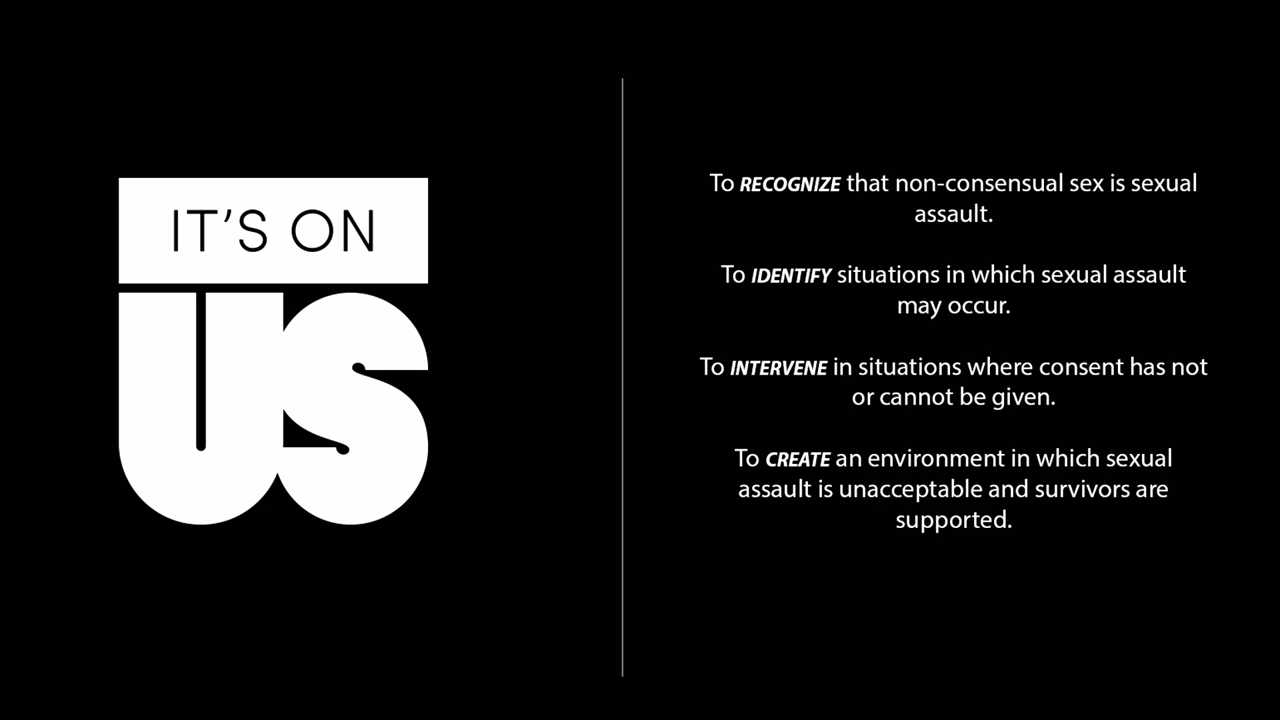 IT’S ON
US
To RECOGNIZE that non-consensual sex is sexual
assault.
To IDENTIFY situations in which sexual assault
may occur.
To INTERVENE in situations where consent has not
or cannot be given.
To CREATE an environment in which sexual
assault is unacceptable and survivors are
supported.